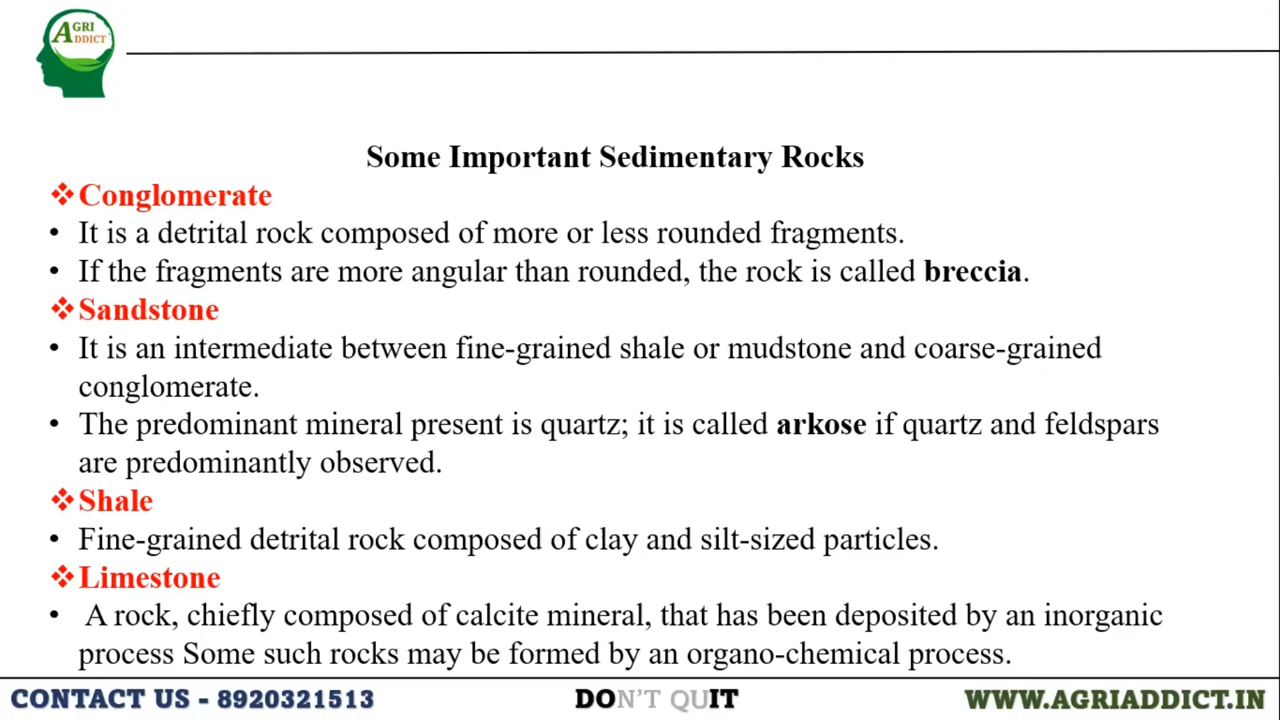 AGRI
ADDICT
Some Important Sedimentary Rocks
❖Conglomerate
• It is a detrital rock composed of more or less rounded fragments.
• If the fragments are more angular than rounded, the rock is called breccia.
❖Sandstone
• It is an intermediate between fine-grained shale or mudstone and coarse-grained
conglomerate.
• The predominant mineral present is quartz; it is called arkose if quartz and feldspars
are predominantly observed.
❖Shale
• Fine-grained detrital rock composed of clay and silt-sized particles.
❖Limestone
• A rock, chiefly composed of calcite mineral, that has been deposited by an inorganic
process Some such rocks may be formed by an organo-chemical process.
CONTACT US - 8920321513 DON'T QUIT WWW.AGRIADDICT.IN